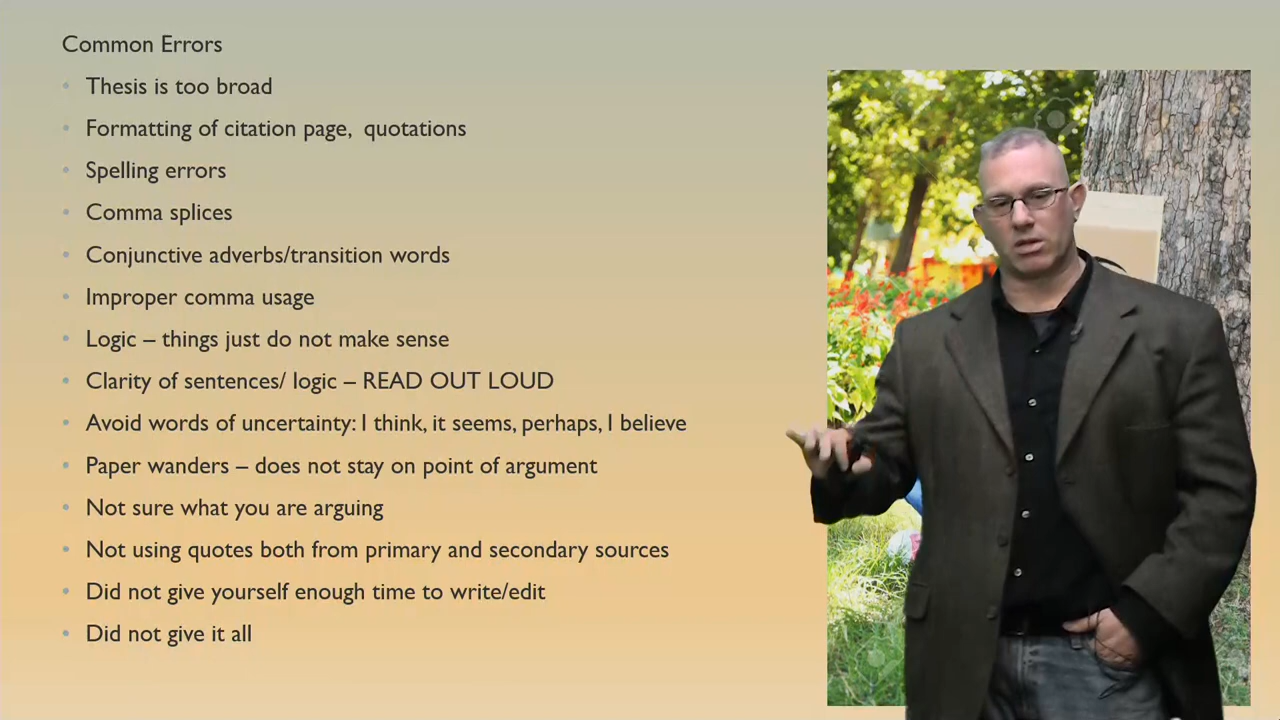 Common Errors
Thesis is too broad
Formatting of citation page,  quotations
Spelling errors
Comma splices
Conjunctive adverbs/transition words
Improper comma usage
Logic – things just do not make sense
Clarity of sentences/ logic – READ OUT LOUD
Avoid words of uncertainty: I think, it seems, perhaps, I believe
Paper wanders – does not stay on point of argument
Not sure what you are arguing
Not using quotes both from primary and secondary sources
Did not give yourself enough time to write/edit
Did not give it all